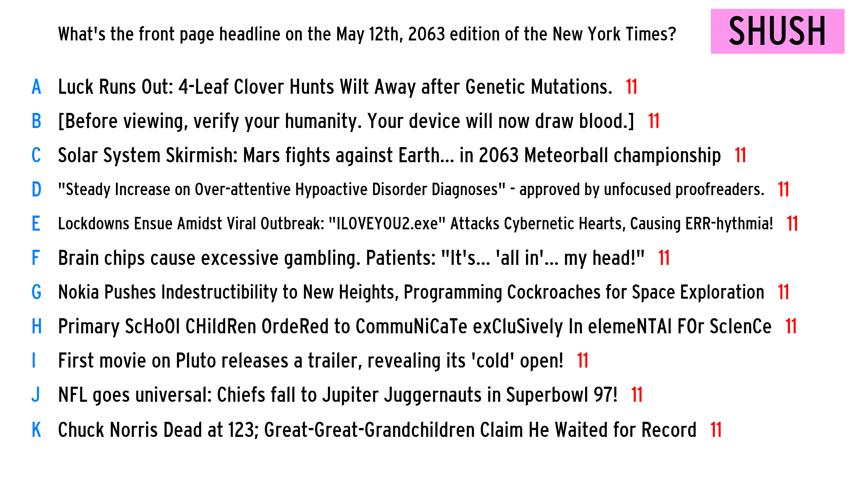 What's the front page headline on the May 12th, 2063 edition of the New York Times?
SHUSH
A Luck Runs Out: 4-Leaf Clover Hunts Wilt Away after Genetic Mutations. 11
B [Before viewing, verify your humanity. Your device will now draw blood.] 11
C Solar System Skirmish: Mars fights against Earth... in 2063 Meteorball championship 11
D "Steady Increase on Over-attentive Hypoactive Disorder Diagnoses" - approved by unfocused proofreaders. 11
E Lockdowns Ensue Amidst Viral Outbreak: "ILOVEYOU2.exe" Attacks Cybernetic Hearts, Causing ERR-hythmia! 11
F Brain chips cause excessive gambling. Patients: "It's... 'all in'... my head!" 11
G Nokia Pushes Indestructibility to New Heights, Programming Cockroaches for Space Exploration 11
H Primary ScHoOl CHildRen OrdeRed to CommuNiCaTe exCluSively In elemeNTAl FOr ScIenCe 11
I First movie on Pluto releases a trailer, revealing its 'cold' open! 11
J NFL goes universal: Chiefs fall to Jupiter Juggernauts in Superbowl 97! 11
K Chuck Norris Dead at 123; Great-Great-Grandchildren Claim He Waited for Record 11